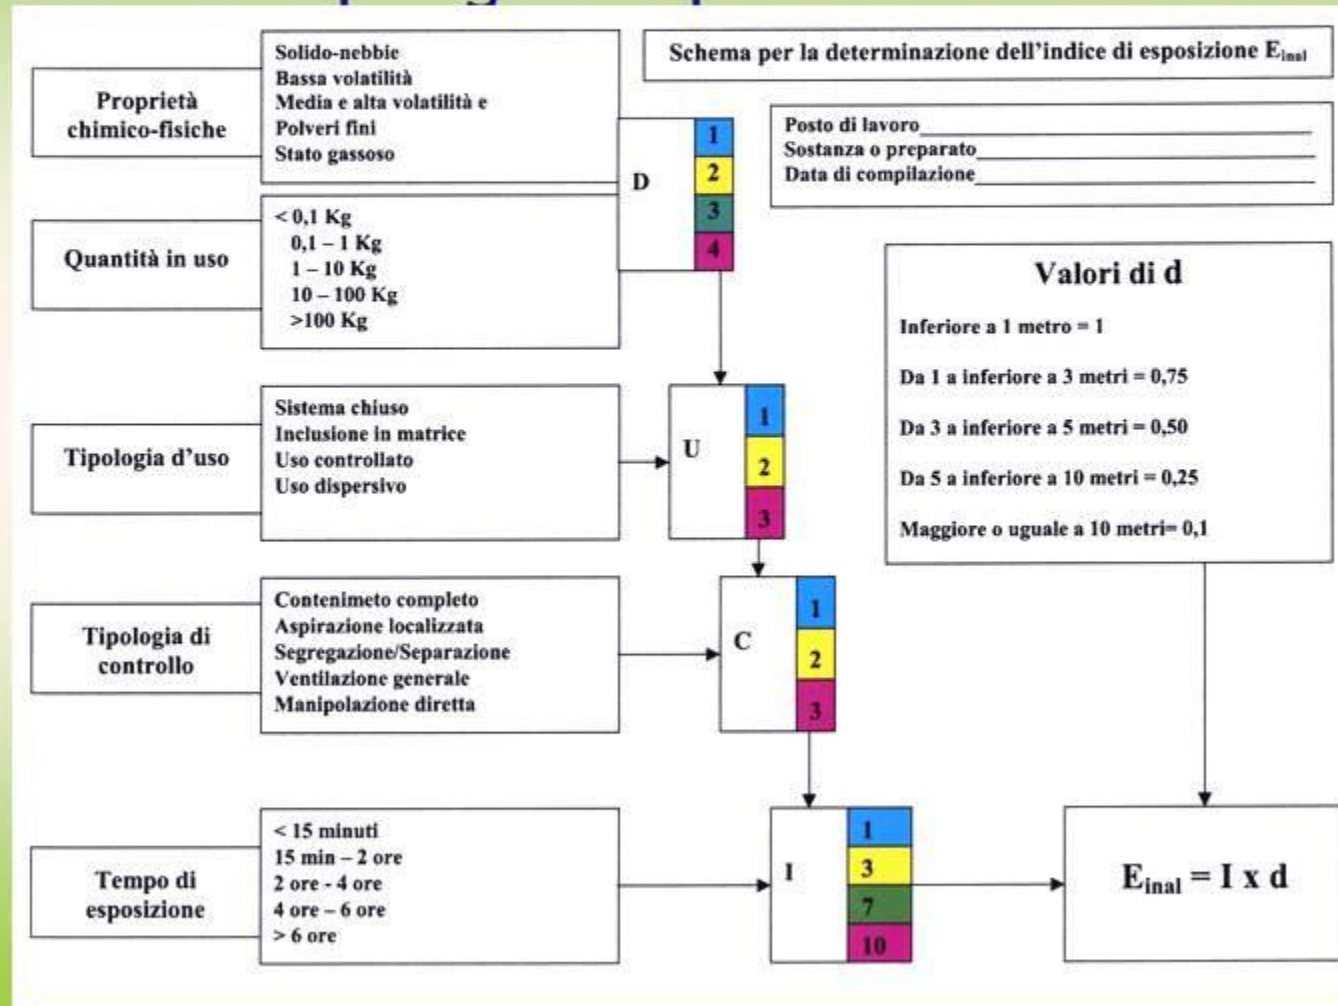 Schema per la determinazione dell'indice di esposizione Einal
Proprietà
chimico-fisiche
Solido-nebbie
Bassa volatilità
Media e alta volatilità e
Polveri fini
Stato gassoso
D
1
2
3
4
Posto di lavoro
Sostanza o preparato
Data di compilazione
Quantità in uso
< 0,1 Kg
0,1 – 1 Kg
1 – 10 Kg
10 – 100 Kg
>100 Kg
Valori di d
Inferiore a 1 metro = 1
Da 1 a inferiore a 3 metri = 0,75
Da 3 a inferiore a 5 metri = 0,50
Da 5 a inferiore a 10 metri = 0,25
Maggiore o uguale a 10 metri= 0,1
Tipologia d'uso
Sistema chiuso
Inclusione in matrice
Uso controllato
Uso dispersivo
U
1
2
3
Tipologia di
controllo
Contenimeto completo
Aspirazione localizzata
Segregazione/Separazione
Ventilazione generale
Manipolazione diretta
C
1
2
3
Tempo di
esposizione
< 15 minuti
15 min – 2 ore
2 ore - 4 ore
4 ore – 6 ore
> 6 ore
I
1
3
7
10
Einal = I x d